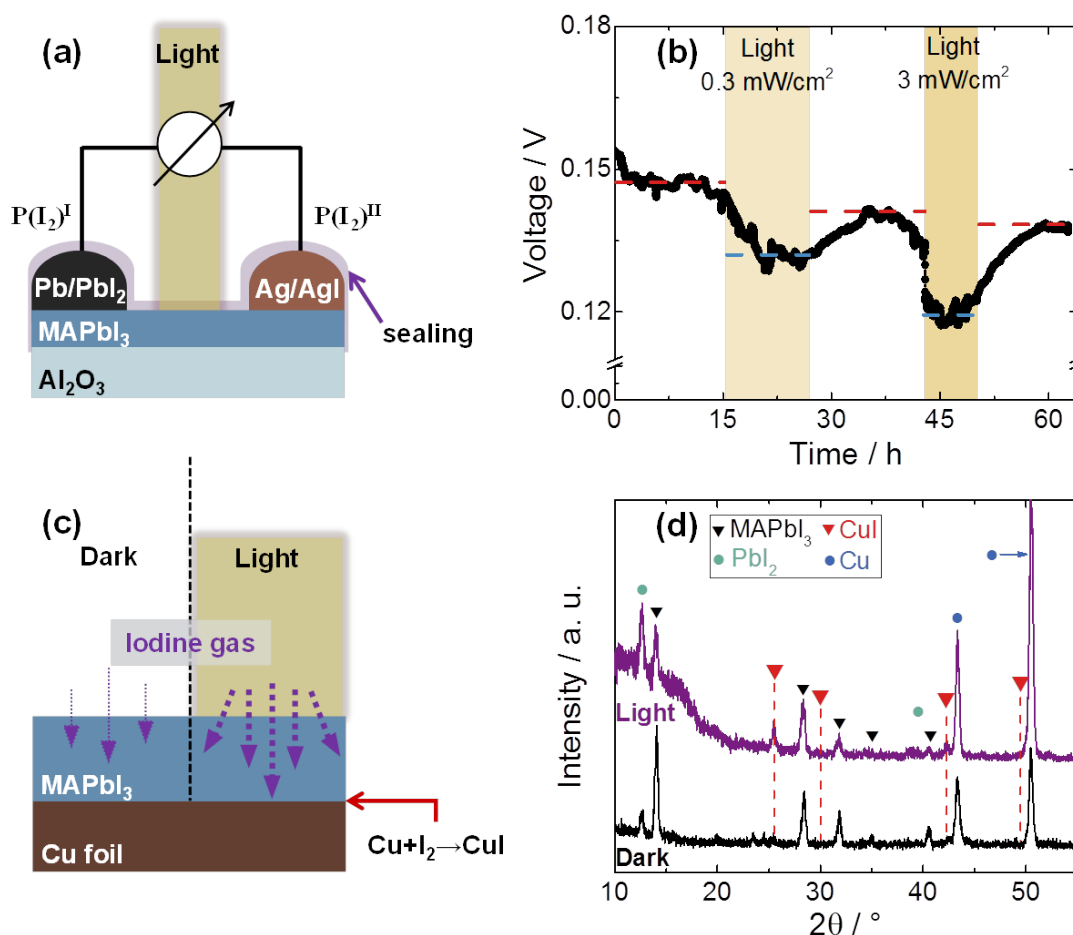 (a)
Light
P(I₂)ᴵ
P(I₂)ᴵᴵ
Pb/PbI₂
Ag/AgI
MAPbI₃
sealing
Al₂O₃
(b)
Light
0.3 mW/cm²
Light
3 mW/cm²
0.18
0.15
0.12
0.00
Voltage / V
0
15
30
45
60
Time / h
(c)
Dark
Light
Iodine gas
MAPbI₃
Cu foil
Cu+I₂→CuI
(d)
MAPbI₃
CuI
PbI₂
Cu
Light
Dark
Intensity / a. u.
10
20
30
40
50
2θ / °